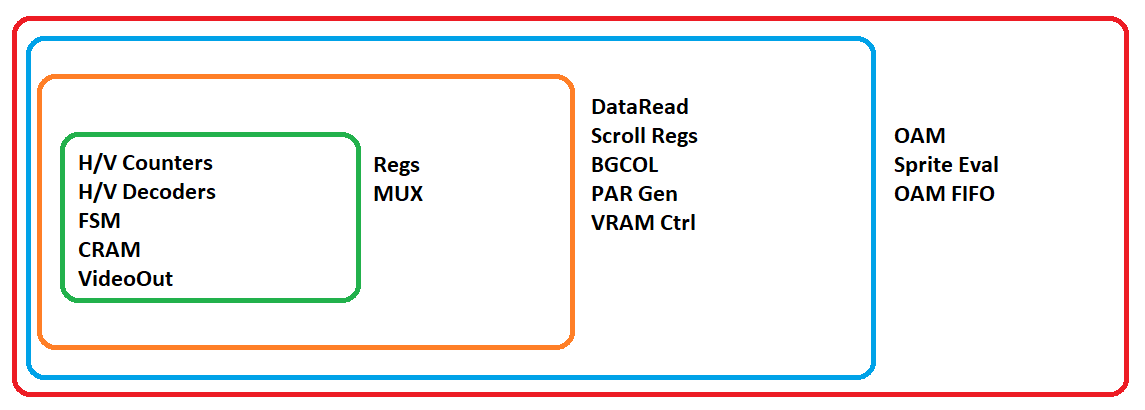 H/V Counters
H/V Decoders
FSM
CRAM
VideoOut
Regs
MUX
DataRead
Scroll Regs
BGCOL
PAR Gen
VRAM Ctrl
OAM
Sprite Eval
OAM FIFO